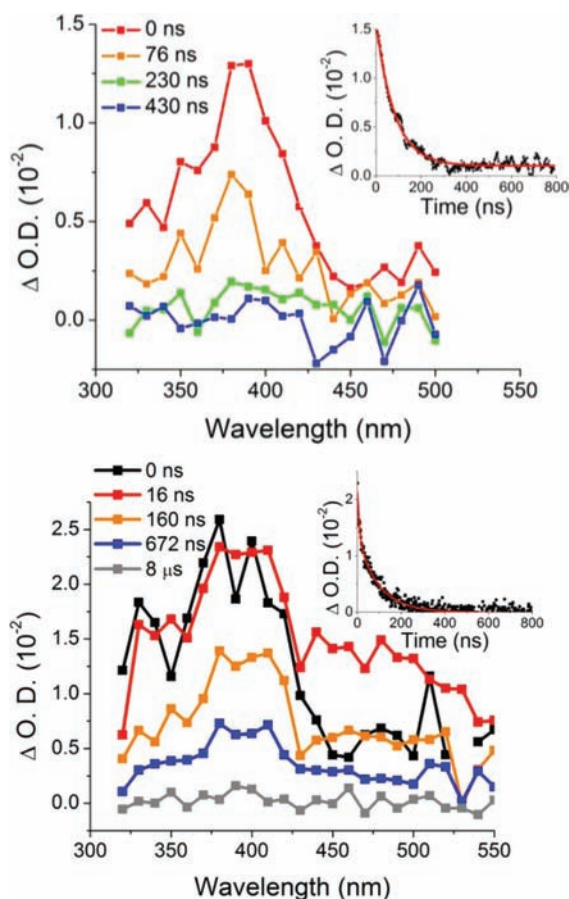 0 ns
76 ns
230 ns
430 ns
Δ O.D. (10⁻²)
1.5
1.0
0.5
0.0
300 350 400 450 500 550
Wavelength (nm)
Δ O. D. (10⁻²)
1.5
1.0
0.5
0.0
0 200 400 600 800
Time (ns)
0 ns
16 ns
160 ns
672 ns
8 μs
Δ O. D. (10⁻²)
2.5
2.0
1.5
1.0
0.5
0.0
300 350 400 450 500 550
Wavelength (nm)
Δ O. D. (10⁻²)
2
1
0
0 200 400 600 800
Time (ns)